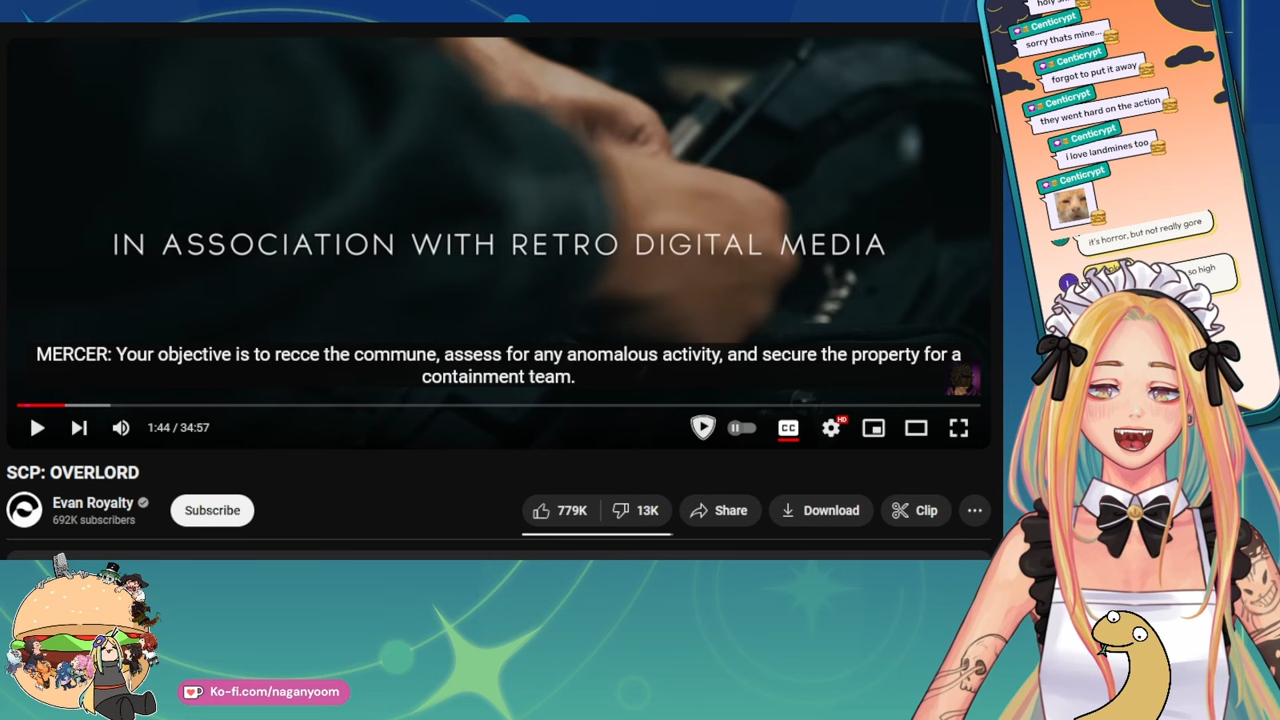 IN ASSOCIATION WITH RETRO DIGITAL MEDIA
MERCER: Your objective is to recce the commune, assess for any anomalous activity, and secure the property for a
containment team.
1:44 / 34:57
CC
HD
SCP: OVERLORD
Evan Royalty
692K subscribers
Subscribe
779K
13K
Share
Download
Clip
Ko-fi.com/naganyoom
Centicrypt
sorry thats mine...
Centicrypt
forgot to put it away
Centicrypt
they went hard on the action
Centicrypt
i love landmines too
Centicrypt
it's horror, but not really gore
so high